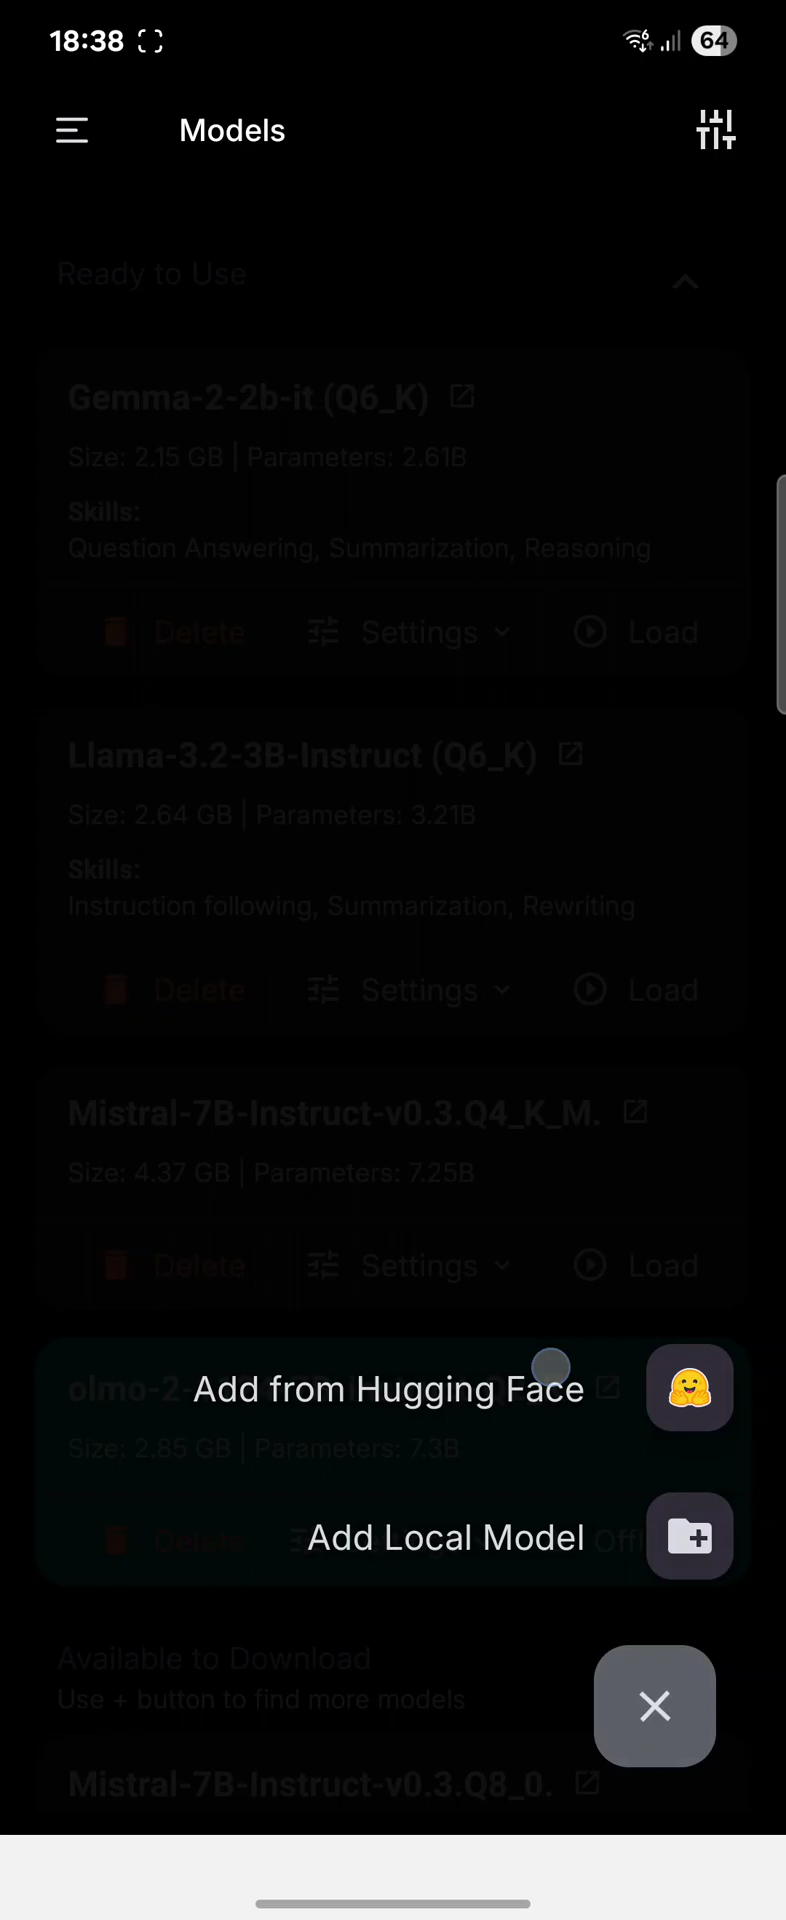 18:38
64
Models
Ready to Use
Gemma-2-2b-it (Q6_K)
Size: 2.15 GB | Parameters: 2.61B
Skills:
Question Answering, Summarization, Reasoning
Delete Settings Load
Llama-3.2-3B-Instruct (Q6_K)
Size: 2.64 GB | Parameters: 3.21B
Skills:
Instruction following, Summarization, Rewriting
Delete Settings Load
Mistral-7B-Instruct-v0.3.Q4_K_M.
Size: 4.37 GB | Parameters: 7.25B
Delete Settings Load
olmo-2-
Add from Hugging Face
Size: 2.85 GB | Parameters: 7.3B
Delete
Add Local Model
Available to Download
Use + button to find more models
Mistral-7B-Instruct-v0.3.Q8_0.